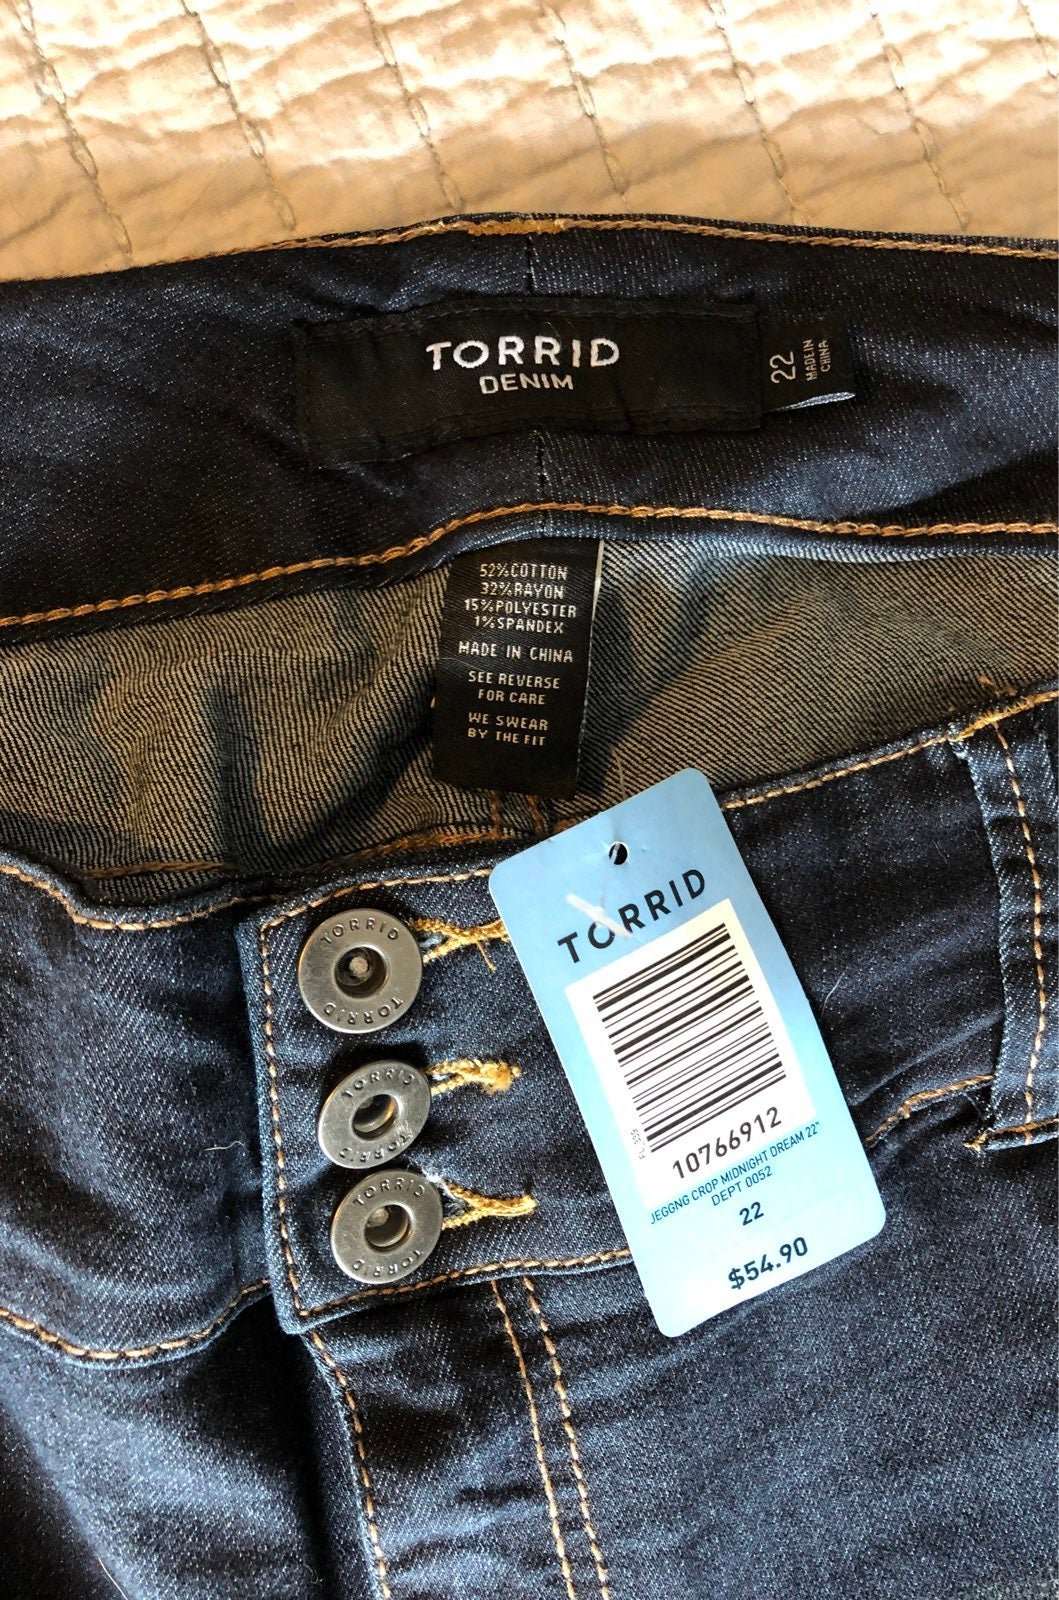 TORRID
DENIM
22
MADE IN
CHINA
52% COTTON
32% RAYON
15% POLYESTER
1% SPANDEX
MADE IN CHINA
SEE REVERSE
FOR CARE
WE SWEAR
BY THE FIT
TORRID
10766912
JEGGNG CROP MIDNIGHT DREAM 22"
DEPT 0052
22
$54.90
TORRID
TORRID
TORRID
TORRID
TORRID
TORRID